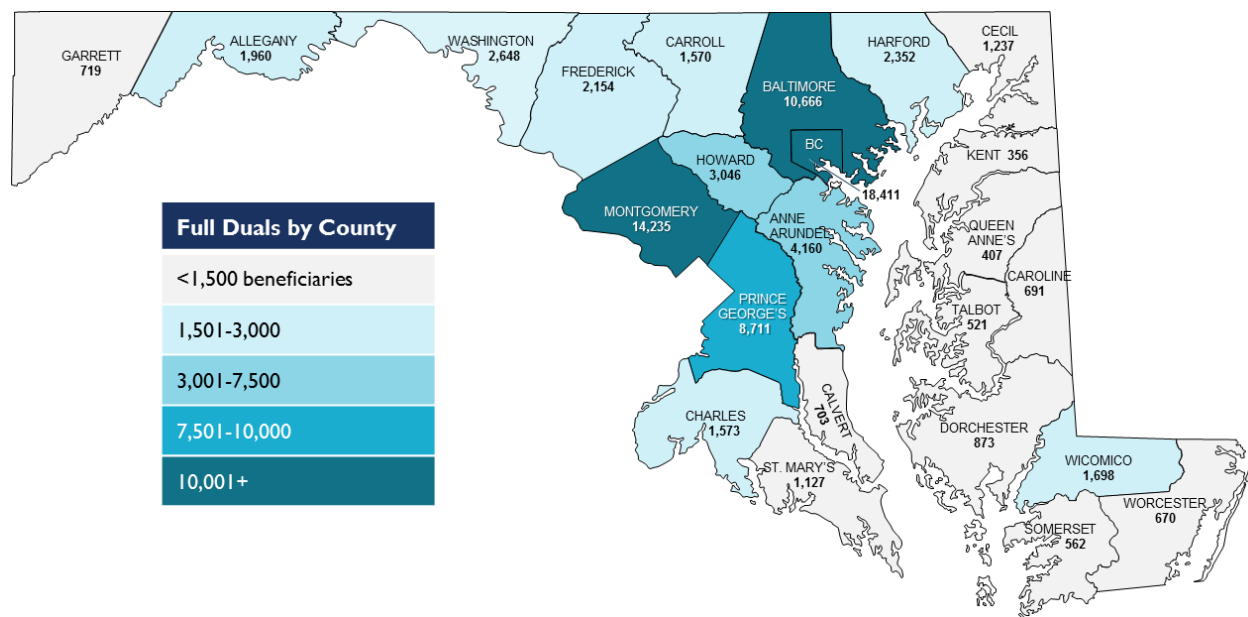 GARRETT
719
ALLEGANY
1,960
WASHINGTON
2,648
FREDERICK
2,154
CARROLL
1,570
BALTIMORE
10,666
BC
18,411
HARFORD
2,352
CECIL
1,237
KENT 356
QUEEN
ANNE'S
407
CAROLINE
691
TALBOT
521
HOWARD
3,046
MONTGOMERY
14,235
ANNE
ARUNDEL
4,160
PRINCE
GEORGE'S
8,711
CHARLES
1,573
CALVERT
703
ST. MARY'S
1,127
DORCHESTER
873
WICOMICO
1,698
WORCESTER
670
SOMERSET
562
Full Duals by County
<1,500 beneficiaries
1,501-3,000
3,001-7,500
7,501-10,000
10,001+